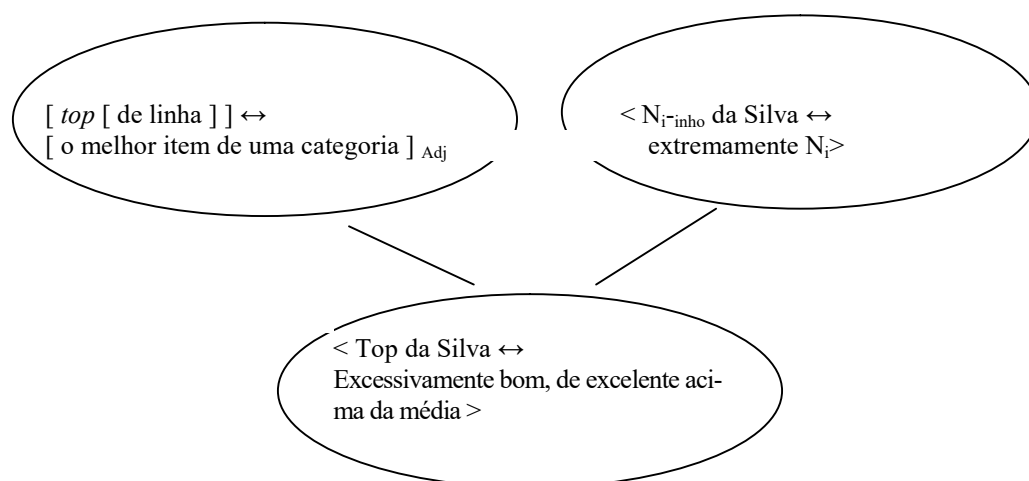 [ top [ de linha ] ] ↔
[ o melhor item de uma categoria ] Adj
< Ni-inho da Silva ↔
extremamente Ni>
< Top da Silva ↔
Excessivamente bom, de excelente aci-
ma da média >